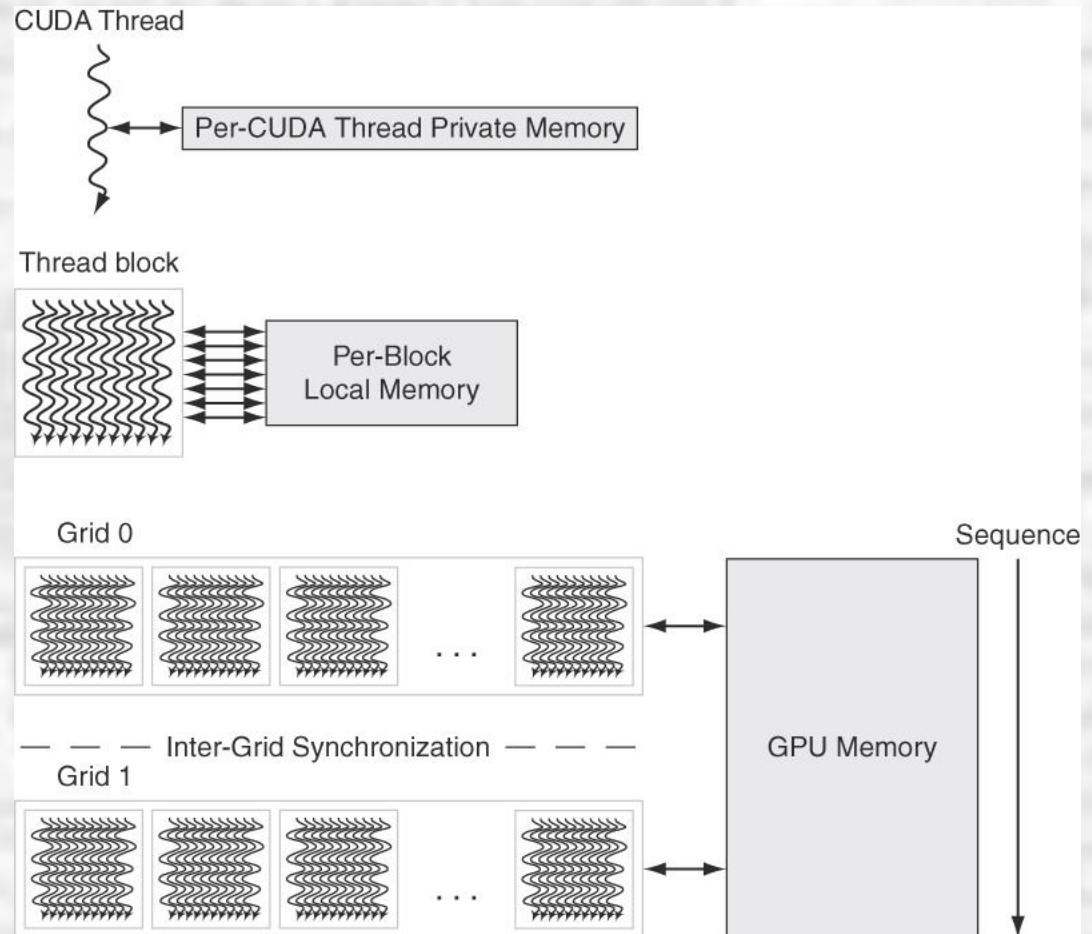 CUDA Thread
Per-CUDA Thread Private Memory
Thread block
Per-Block
Local Memory
Grid 0
Sequence
. . .
Inter-Grid Synchronization
GPU Memory
Grid 1
. . .